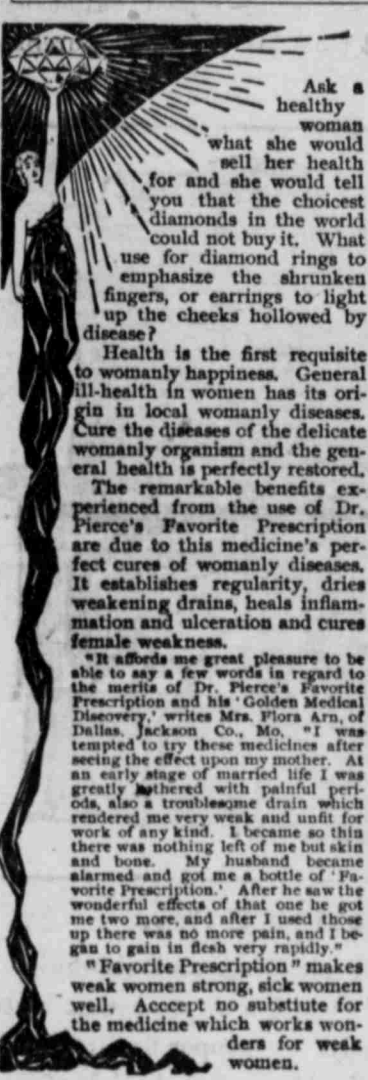 Ask a
healthy
woman
what she would
sell her health
for and she would tell
you that the choicest
diamonds in the world
could not buy it. What
use for diamond rings to
emphasize the shrunken
fingers, or earrings to light
up the cheeks hollowed by
disease?
Health is the first requisite
to womanly happiness. General
ill-health in women has its ori-
gin in local womanly diseases.
Cure the diseases of the delicate
womanly organism and the gen-
eral health is perfectly restored.
The remarkable benefits ex-
perienced from the use of Dr.
Pierce's Favorite Prescription
are due to this medicine's per-
fect cures of womanly diseases.
It establishes regularity, dries
weakening drains, heals inflam-
mation and ulceration and cures
female weakness.
"It affords me great pleasure to be
able to say a few words in regard to
the merits of Dr. Pierce's Favorite
Prescription and his 'Golden Medical
Discovery,' writes Mrs. Flora Arn, of
Dallas, Jackson Co., Mo. "I was
tempted to try these medicines after
seeing the effect upon my mother. At
an early stage of married life I was
greatly bothered with painful peri-
ods, also a troublesome drain which
rendered me very weak and unfit for
work of any kind. I became so thin
there was nothing left of me but skin
and bone. My husband became
alarmed and got me a bottle of 'Fa-
vorite Prescription.' After he saw the
wonderful effects of that one he got
me two more, and after I used those
up there was no more pain, and I be-
gan to gain in flesh very rapidly."
"Favorite Prescription" makes
weak women strong, sick women
well. Acccept no substiute for
the medicine which works won-
ders for weak
women.